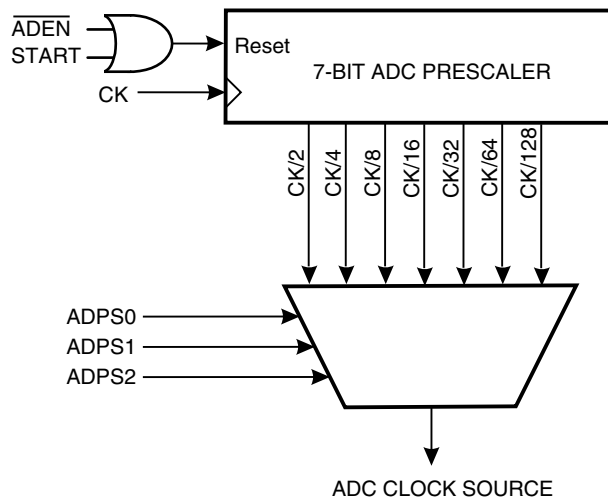 ADEN
START
Reset
7-BIT ADC PRESCALER
CK
CK/2
CK/4
CK/8
CK/16
CK/32
CK/64
CK/128
ADPS0
ADPS1
ADPS2
ADC CLOCK SOURCE